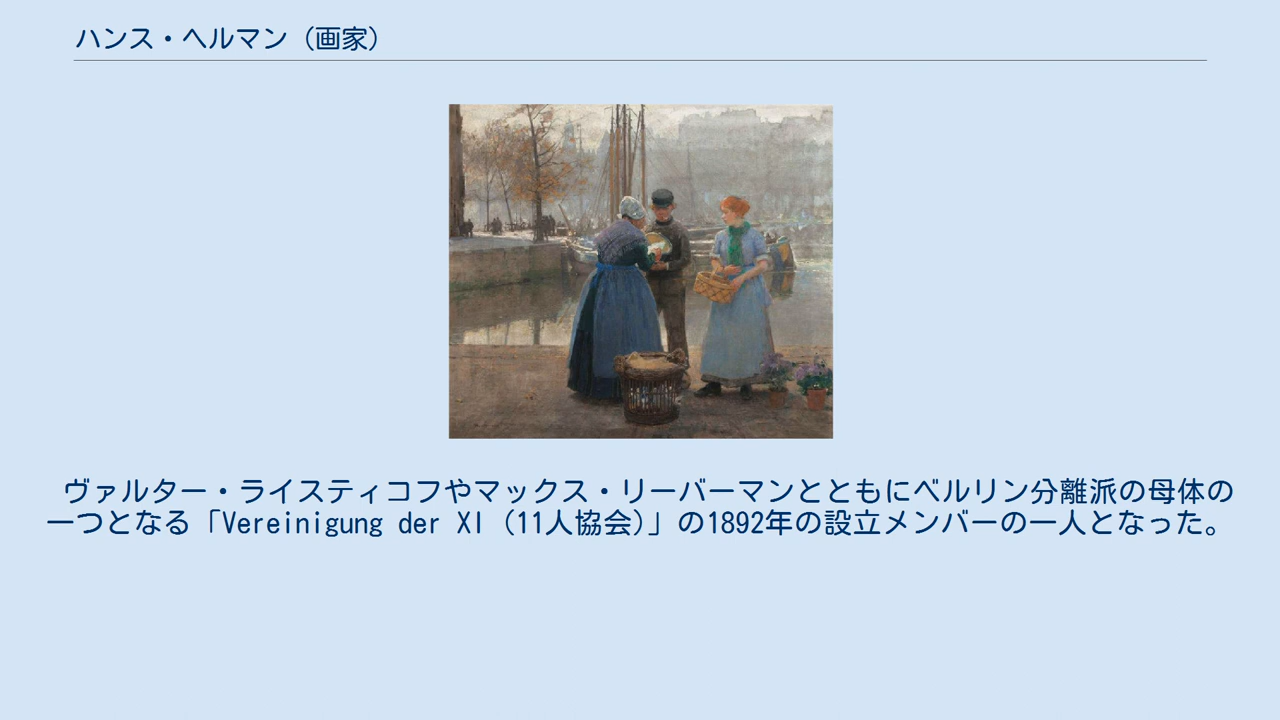 ハンス・ヘルマン（画家）
ヴァルター・ライスティコフやマックス・リーバーマンとともにベルリン分離派の母体の
一つとなる「Vereinigung der XI（11人協会）」の1892年の設立メンバーの一人となった。